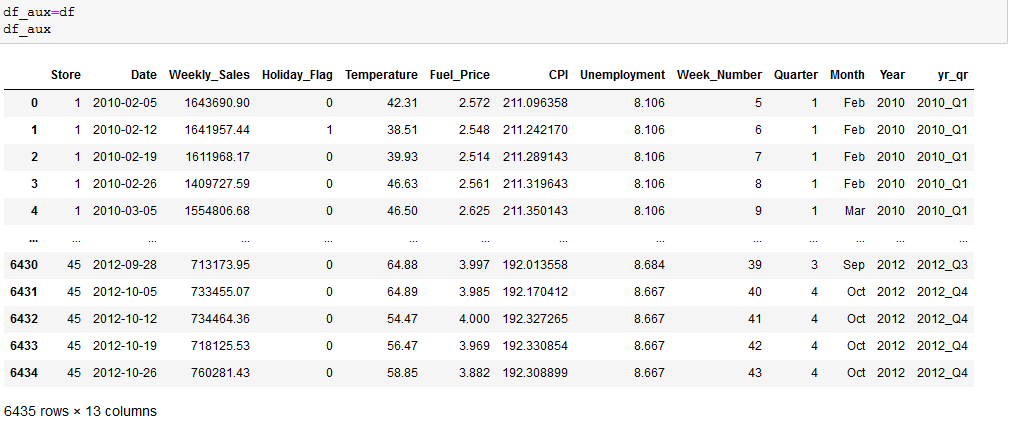 df_aux=df
df_aux
Store Date Weekly_Sales Holiday_Flag Temperature Fuel_Price CPI Unemployment Week_Number Quarter Month Year yr_qr
0 1 2010-02-05 1643690.90 0 42.31 2.572 211.096358 8.106 5 1 Feb 2010 2010_Q1
1 1 2010-02-12 1641957.44 1 38.51 2.548 211.242170 8.106 6 1 Feb 2010 2010_Q1
2 1 2010-02-19 1611968.17 0 39.93 2.514 211.289143 8.106 7 1 Feb 2010 2010_Q1
3 1 2010-02-26 1409727.59 0 46.63 2.561 211.319643 8.106 8 1 Feb 2010 2010_Q1
4 1 2010-03-05 1554806.68 0 46.50 2.625 211.350143 8.106 9 1 Mar 2010 2010_Q1
... ... ... ... ... ... ... ... ... ... ... ... ... ...
6430 45 2012-09-28 713173.95 0 64.88 3.997 192.013558 8.684 39 3 Sep 2012 2012_Q3
6431 45 2012-10-05 733455.07 0 64.89 3.985 192.170412 8.667 40 4 Oct 2012 2012_Q4
6432 45 2012-10-12 734464.36 0 54.47 4.000 192.327265 8.667 41 4 Oct 2012 2012_Q4
6433 45 2012-10-19 718125.53 0 56.47 3.969 192.330854 8.667 42 4 Oct 2012 2012_Q4
6434 45 2012-10-26 760281.43 0 58.85 3.882 192.308899 8.667 43 4 Oct 2012 2012_Q4
6435 rows × 13 columns